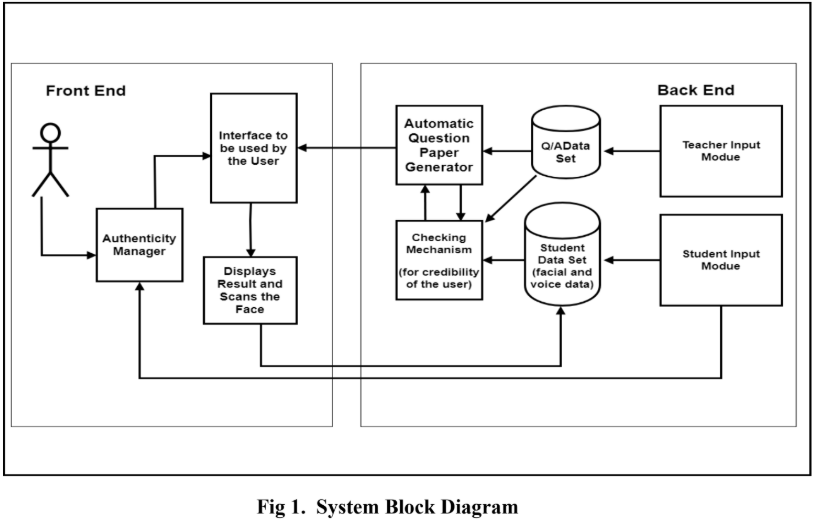 Front End
Back End
Interface to
be used by
the User
Automatic
Question
Paper
Generator
Q/AData
Set
Teacher Input
Modue
Authenticity
Manager
Checking
Mechanism
(for credibility
of the user)
Student
Data Set
(facial and
voice data)
Student Input
Modue
Displays
Result and
Scans the
Face
Fig 1. System Block Diagram